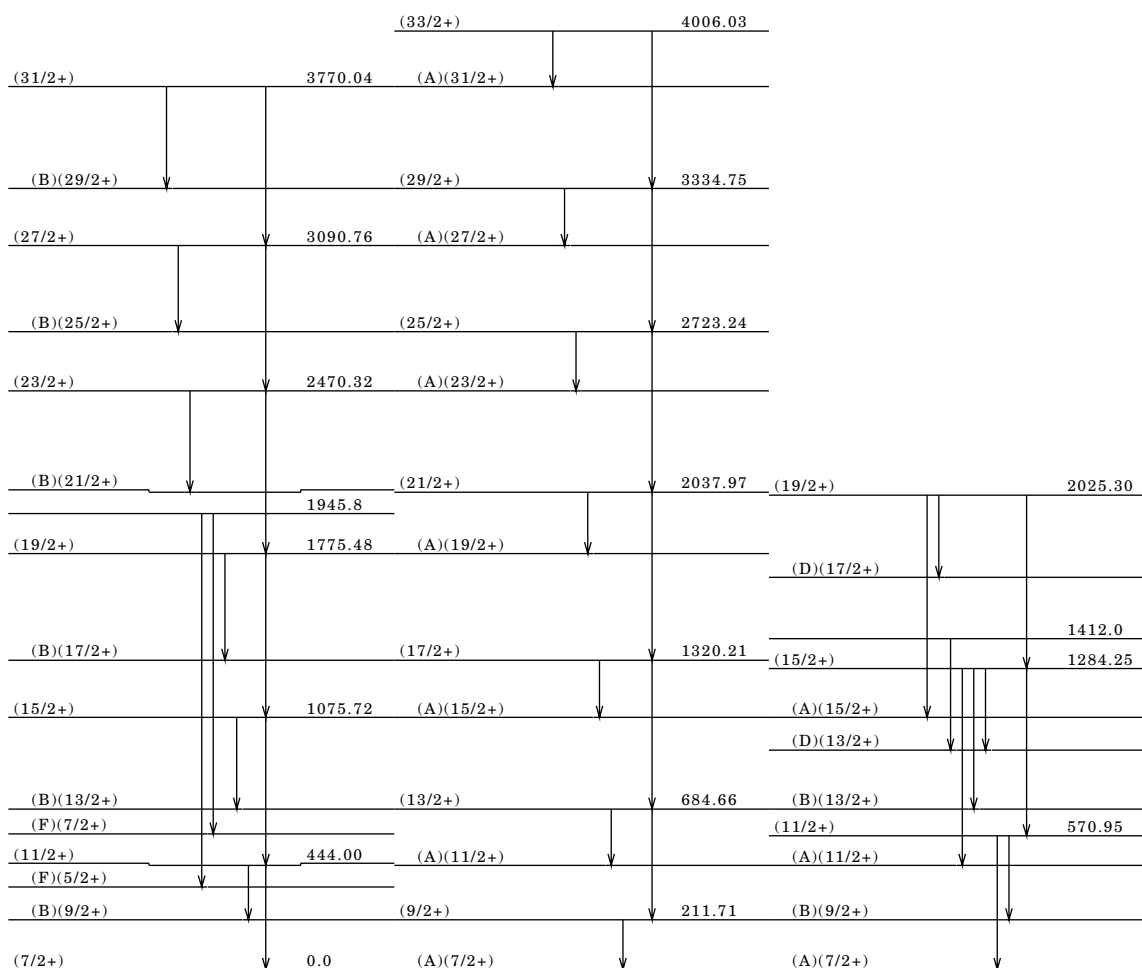 (33/2+) 4006.03
(31/2+) 3770.04 (A)(31/2+)
(B)(29/2+) (29/2+) 3334.75
(27/2+) 3090.76 (A)(27/2+)
(B)(25/2+) (25/2+) 2723.24
(23/2+) 2470.32 (A)(23/2+)
(B)(21/2+) (21/2+) 2037.97 (19/2+) 2025.30
1945.8
(19/2+) 1775.48 (A)(19/2+)
(D)(17/2+)
1412.0
(B)(17/2+) (17/2+) 1320.21 (15/2+) 1284.25
(15/2+) 1075.72 (A)(15/2+) (A)(15/2+)
(D)(13/2+)
(B)(13/2+) (13/2+) 684.66 (B)(13/2+)
(F)(7/2+) (11/2+) 570.95
(11/2+) 444.00 (A)(11/2+) (A)(11/2+)
(F)(5/2+)
(B)(9/2+) (9/2+) 211.71 (B)(9/2+)
(7/2+) 0.0 (A)(7/2+) (A)(7/2+)